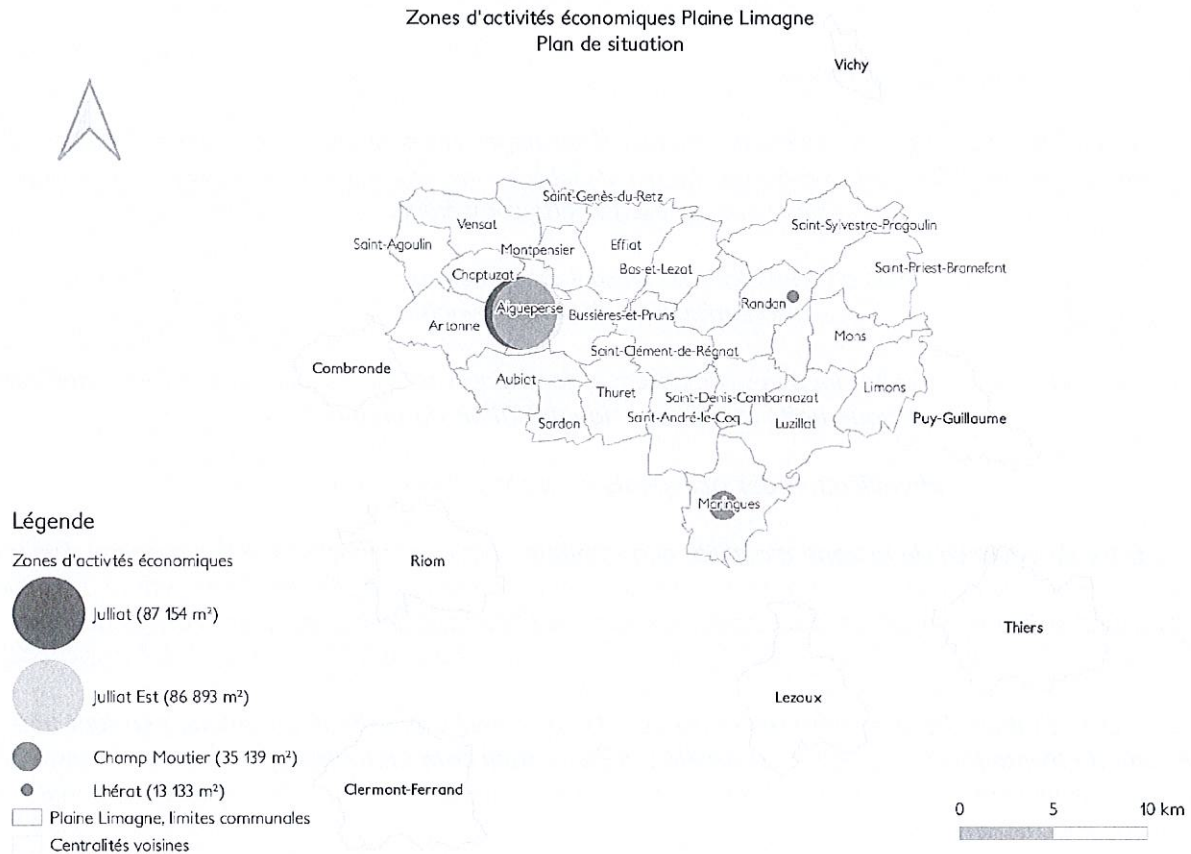 Zones d'activités économiques Plaine Limagne
Plan de situation
Vichy
Saint-Genès-du-Retz
Vensat
Saint-Sylvestre-Pragoulin
Saint-Agoulin
Montpensier
Effiat
Bas-et-Lezat
Saint-Priest-Bramefant
Chaptuzat
Randan
Aigueperse
Bussières-et-Pruns
Artonne
Mons
Saint-Clément-de-Régnat
Combronde
Aubiat
Thuret
Limons
Saint-Denis-Combarnazat
Saint-André-le-Coq
Puy-Guillaume
Sardon
Luzillat
Maringues
Légende
Zones d'activtés économiques
Riom
Julliat (87 154 m²)
Thiers
Julliat Est (86 893 m²)
Lezoux
Champ Moutier (35 139 m²)
Lhérat (13 133 m²)
Clermont-Ferrand
Plaine Limagne, limites communales
0 5 10 km
Centralités voisines